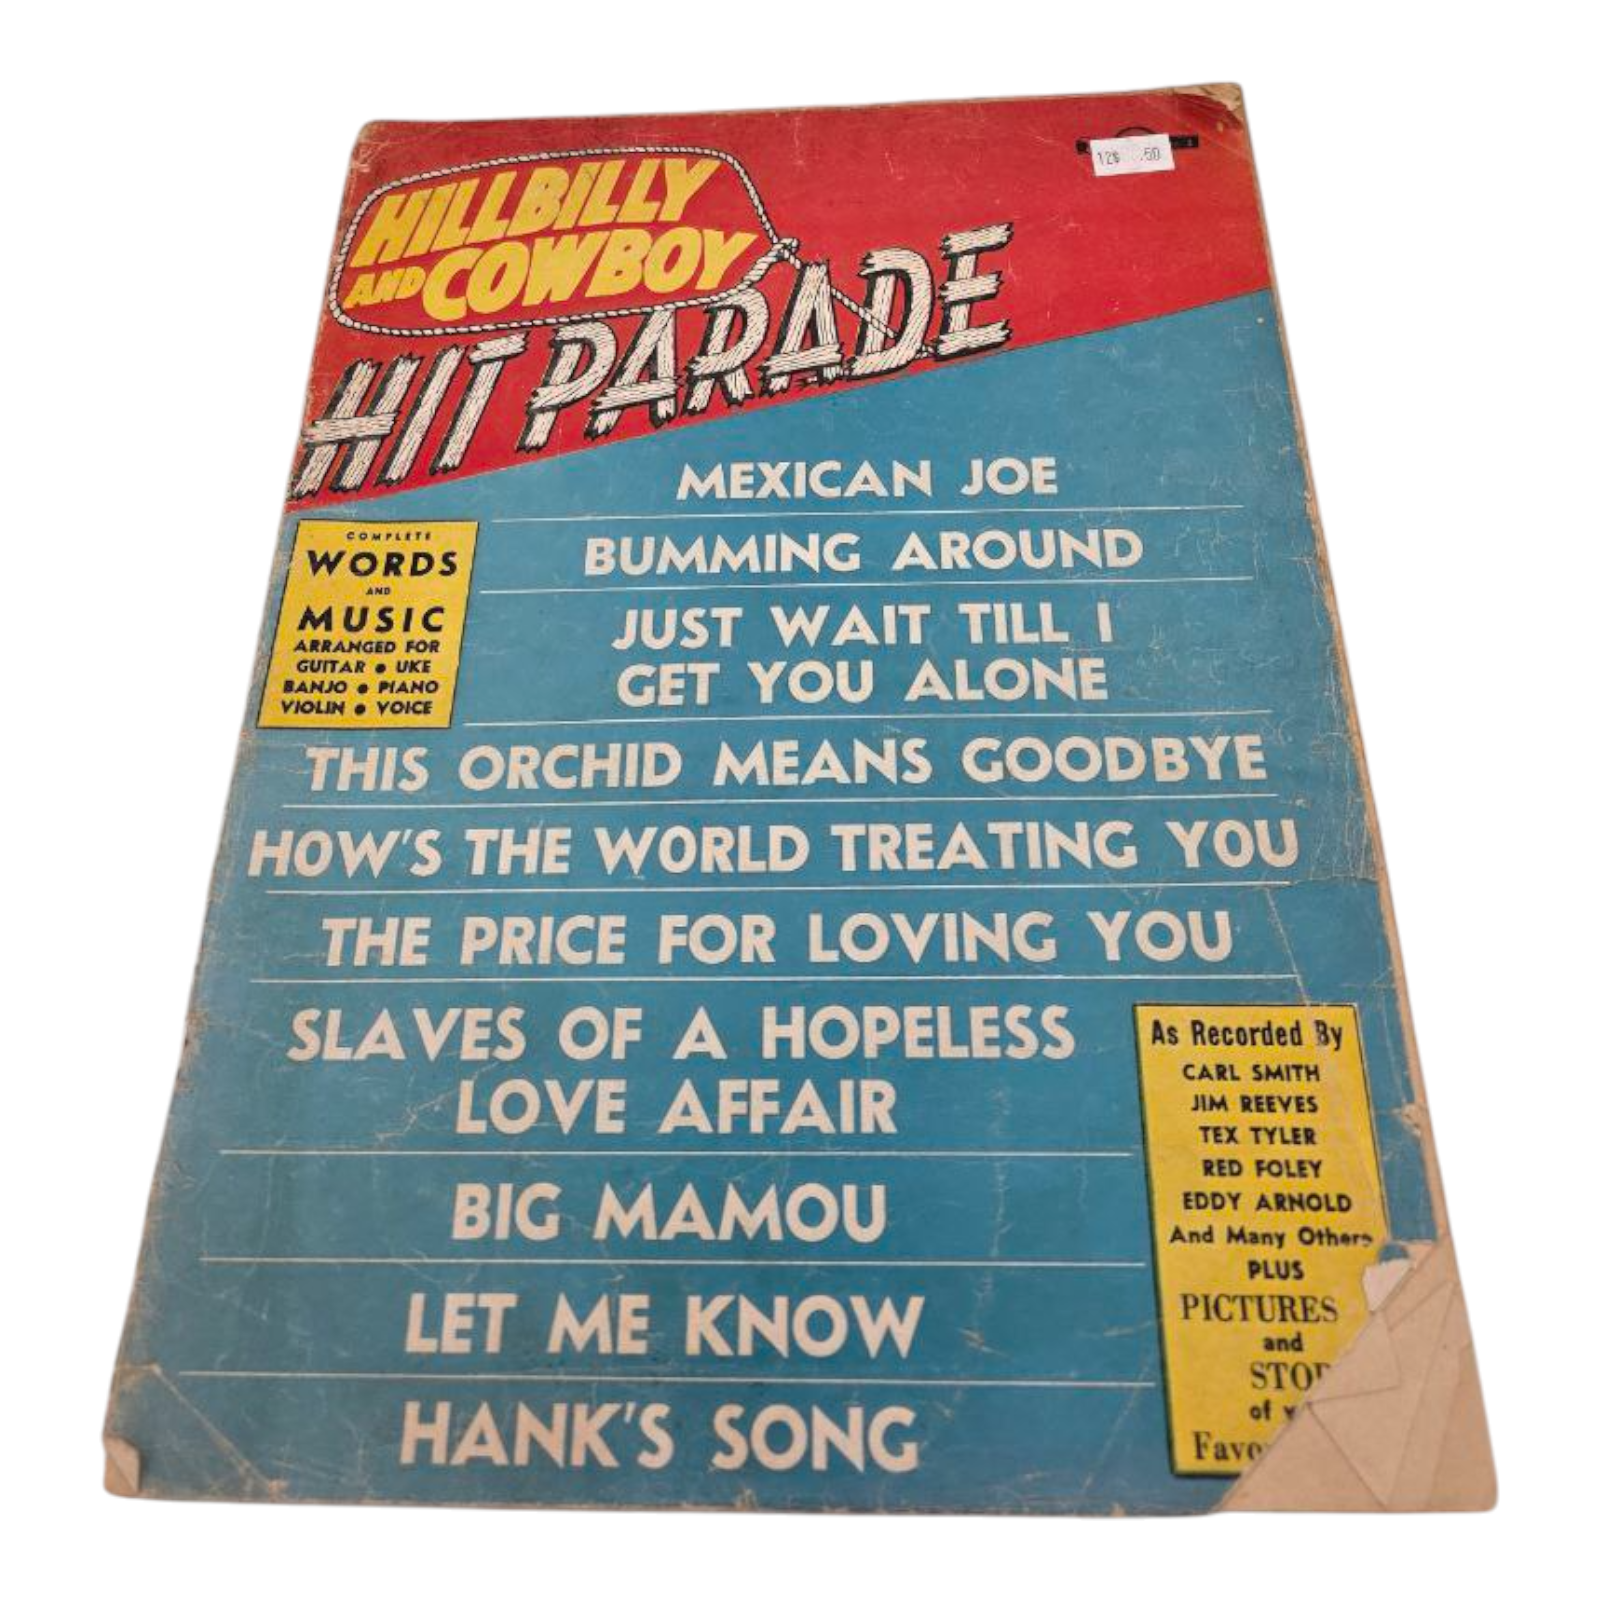 12$ .50
HILLBILLY
AND COWBOY
HIT PARADE
MEXICAN JOE
BUMMING AROUND
JUST WAIT TILL I
GET YOU ALONE
COMPLETE
WORDS
AND
MUSIC
ARRANGED FOR
GUITAR • UKE
BANJO • PIANO
VIOLIN • VOICE
THIS ORCHID MEANS GOODBYE
HOW'S THE WORLD TREATING YOU
THE PRICE FOR LOVING YOU
SLAVES OF A HOPELESS
LOVE AFFAIR
BIG MAMOU
LET ME KNOW
HANK'S SONG
As Recorded By
CARL SMITH
JIM REEVES
TEX TYLER
RED FOLEY
EDDY ARNOLD
And Many Others
PLUS
PICTURES
and
of